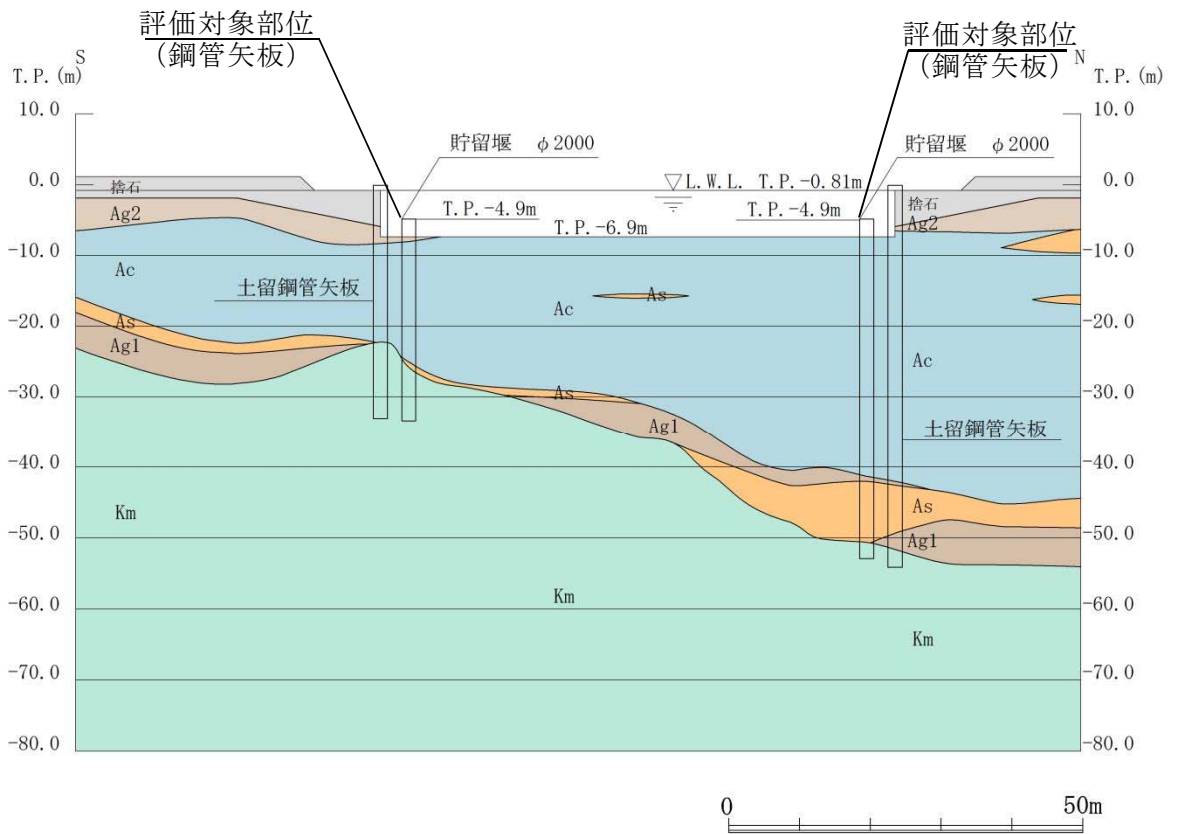 評価対象部位
(鋼管矢板)
評価対象部位
(鋼管矢板)
S
N
T.P.(m)
T.P.(m)
10.0
10.0
貯留堰 φ2000
貯留堰 φ2000
0.0
捨石
L.W.L. T.P.-0.81m
0.0
Ag2
T.P.-4.9m
T.P.-4.9m
捨石
T.P.-6.9m
Ag2
-10.0
-10.0
Ac
土留鋼管矢板
As
Ac
-20.0
-20.0
As
Ag1
Ac
-30.0
-30.0
As
Ag1
土留鋼管矢板
-40.0
-40.0
Km
As
-50.0
-50.0
Ag1
Km
-60.0
-60.0
Km
-70.0
-70.0
-80.0
-80.0
0
50m